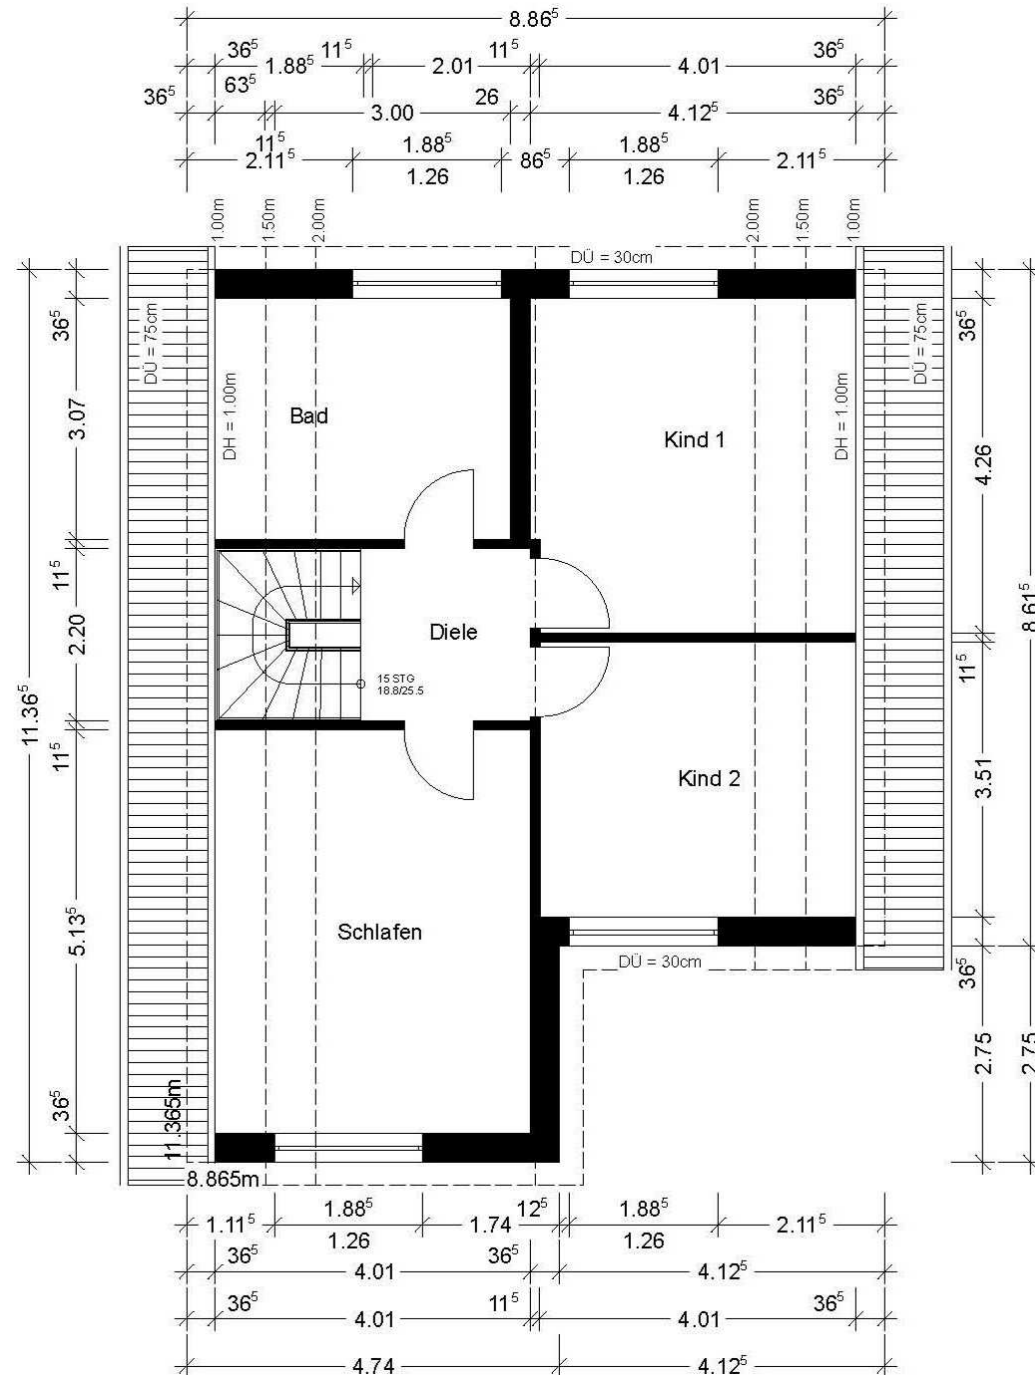 8.86⁵
36⁵ 11⁵ 11⁵ 36⁵
1.88⁵ 2.01 4.01
36⁵ 63⁵ 26 36⁵
3.00 4.12⁵
11⁵ 1.88⁵ 1.88⁵
2.11⁵ 86⁵ 2.11⁵
1.26 1.26
1.00m 1.50m 2.00m 2.00m 1.50m 1.00m
DÜ = 30cm
DÜ = 75cm
DH = 1.00m
DH = 1.00m
DÜ = 75cm
36⁵
3.07
11⁵
2.20
11⁵
5.13⁵
36⁵
11.36⁵
Bad
Kind 1
Diele
15 STG
18.8/25.5
Kind 2
Schlafen
DÜ = 30cm
36⁵
4.26
11⁵
3.51
36⁵
2.75
8.61⁵
2.75
11.365m
8.865m
1.88⁵ 12⁵ 1.88⁵
1.11⁵ 1.74 2.11⁵
1.26 1.26
36⁵ 36⁵
4.01 4.12⁵
36⁵ 11⁵ 36⁵
4.01 4.01
4.74 4.12⁵